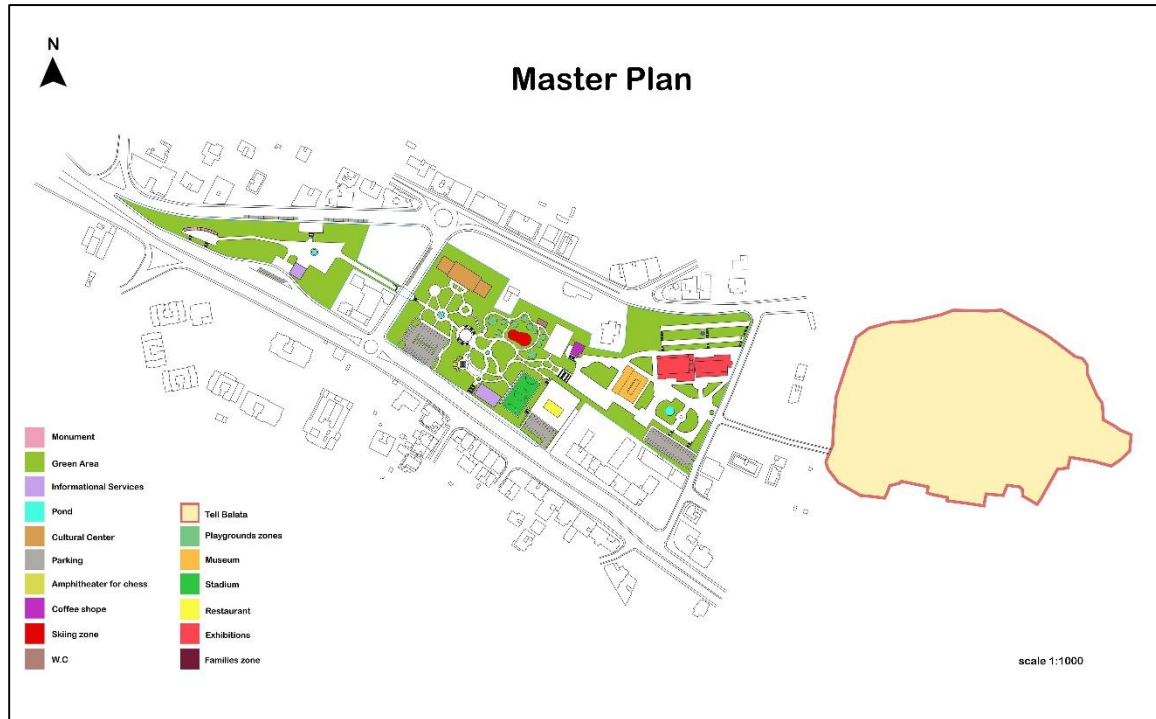 N
Master Plan
Monument
Green Area
Informational Services
Pond
Cultural Center
Parking
Amphitheater for chess
Coffee shope
Skiing zone
W.C
Tell Balata
Playgrounds zones
Museum
Stadium
Restaurant
Exhibitions
Families zone
scale 1:1000